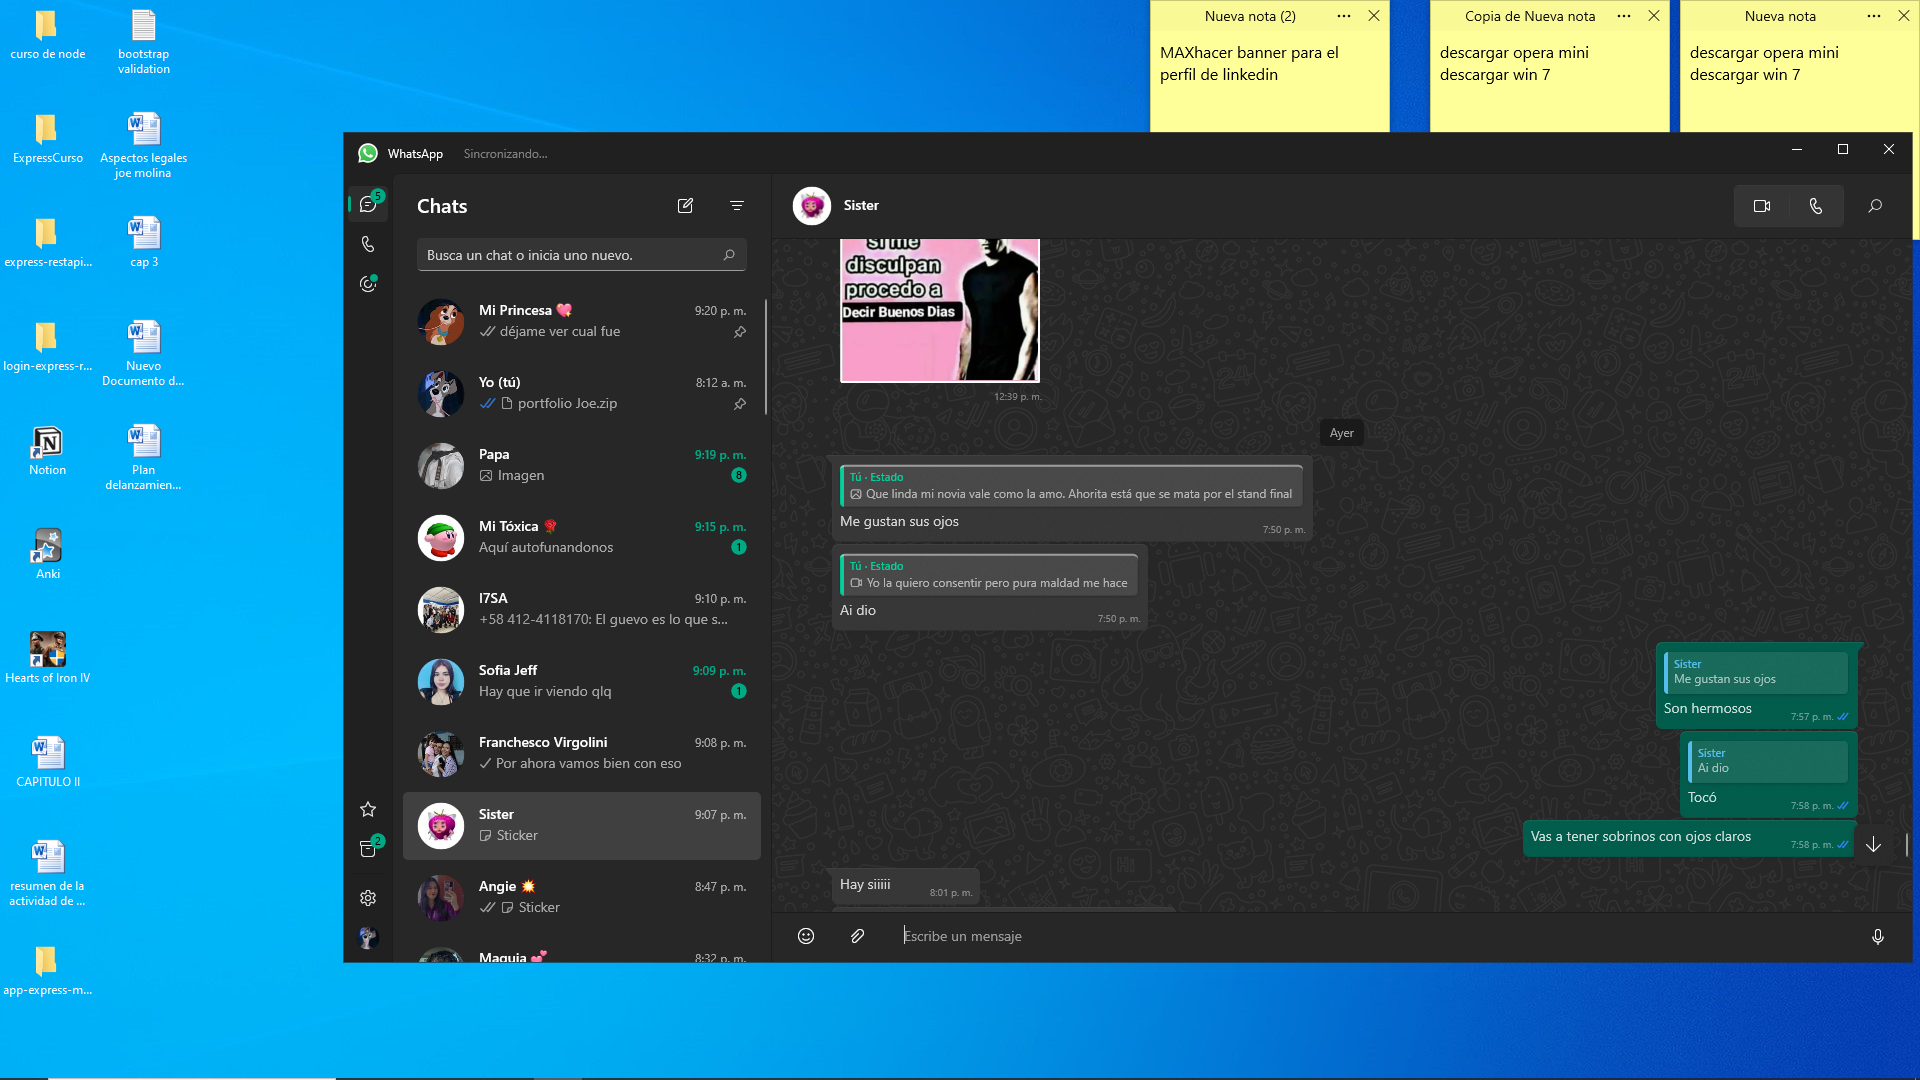 curso de node
bootstrap
validation
ExpressCurso
Aspectos legales
joe molina
express-restapi...
cap 3
login-express-r...
Nuevo
Documento d...
Notion
Plan
delanzamien...
Anki
Hearts of Iron IV
CAPITULO II
resumen de la
actividad de ...
app-express-m...
Nueva nota (2)
MAXhacer banner para el
perfil de linkedin
Copia de Nueva nota
descargar opera mini
descargar win 7
Nueva nota
descargar opera mini
descargar win 7
WhatsApp
Sincronizando...
5
2
Chats
Busca un chat o inicia uno nuevo.
Mi Princesa
9:20 p. m.
déjame ver cual fue
Yo (tú)
8:12 a. m.
portfolio Joe.zip
Papa
9:19 p. m.
Imagen
8
Mi Tóxica
9:15 p. m.
Aquí autofunandonos
1
I7SA
9:10 p. m.
+58 412-4118170: El guevo es lo que s...
Sofia Jeff
9:09 p. m.
Hay que ir viendo qlq
1
Franchesco Virgolini
9:08 p. m.
Por ahora vamos bien con eso
Sister
9:07 p. m.
Sticker
Angie
8:47 p. m.
Sticker
Maquia
8:32 p. m.
Sister
si me
disculpan
procedo a
Decir Buenos Dias
12:39 p. m.
Ayer
Tú · Estado
Que linda mi novia vale como la amo. Ahorita está que se mata por el stand final
Me gustan sus ojos
7:50 p. m.
Tú · Estado
Yo la quiero consentir pero pura maldad me hace
Ai dio
7:50 p. m.
Sister
Me gustan sus ojos
Son hermosos
7:57 p. m.
Sister
Ai dio
Tocó
7:58 p. m.
Vas a tener sobrinos con ojos claros
7:58 p. m.
Hay siiiii
8:01 p. m.
Escribe un mensaje